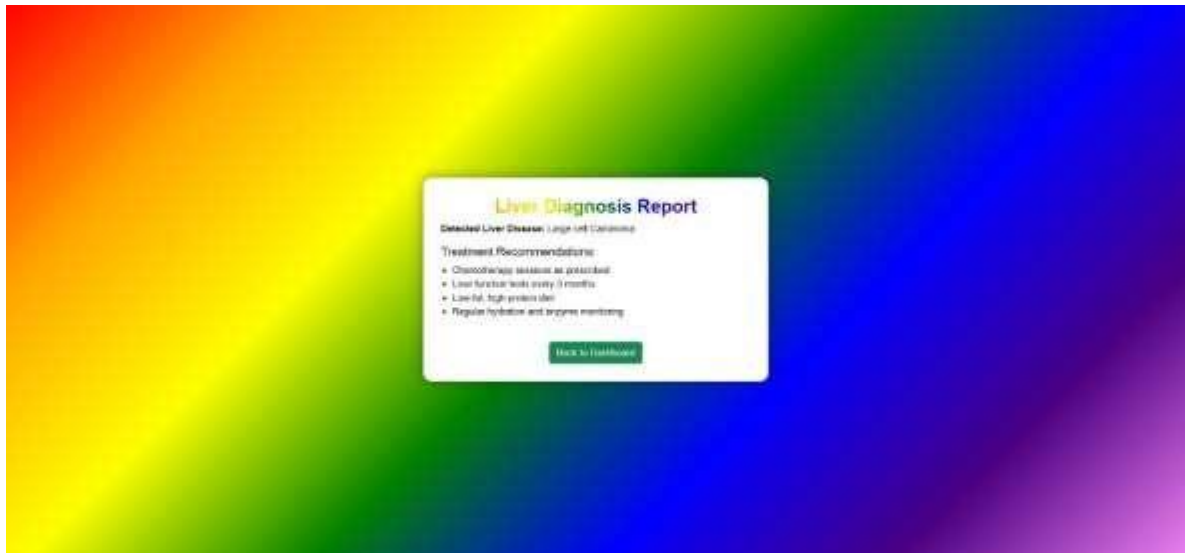 Liver Diagnosis Report
Detected Liver Disease: Large cell Carcinoma
Treatment Recommendations:
Chemotherapy sessions as prescribed
Liver function tests every 3 months
Low-fat, high-protein diet
Regular hydration and enzyme monitoring
Back to Dashboard